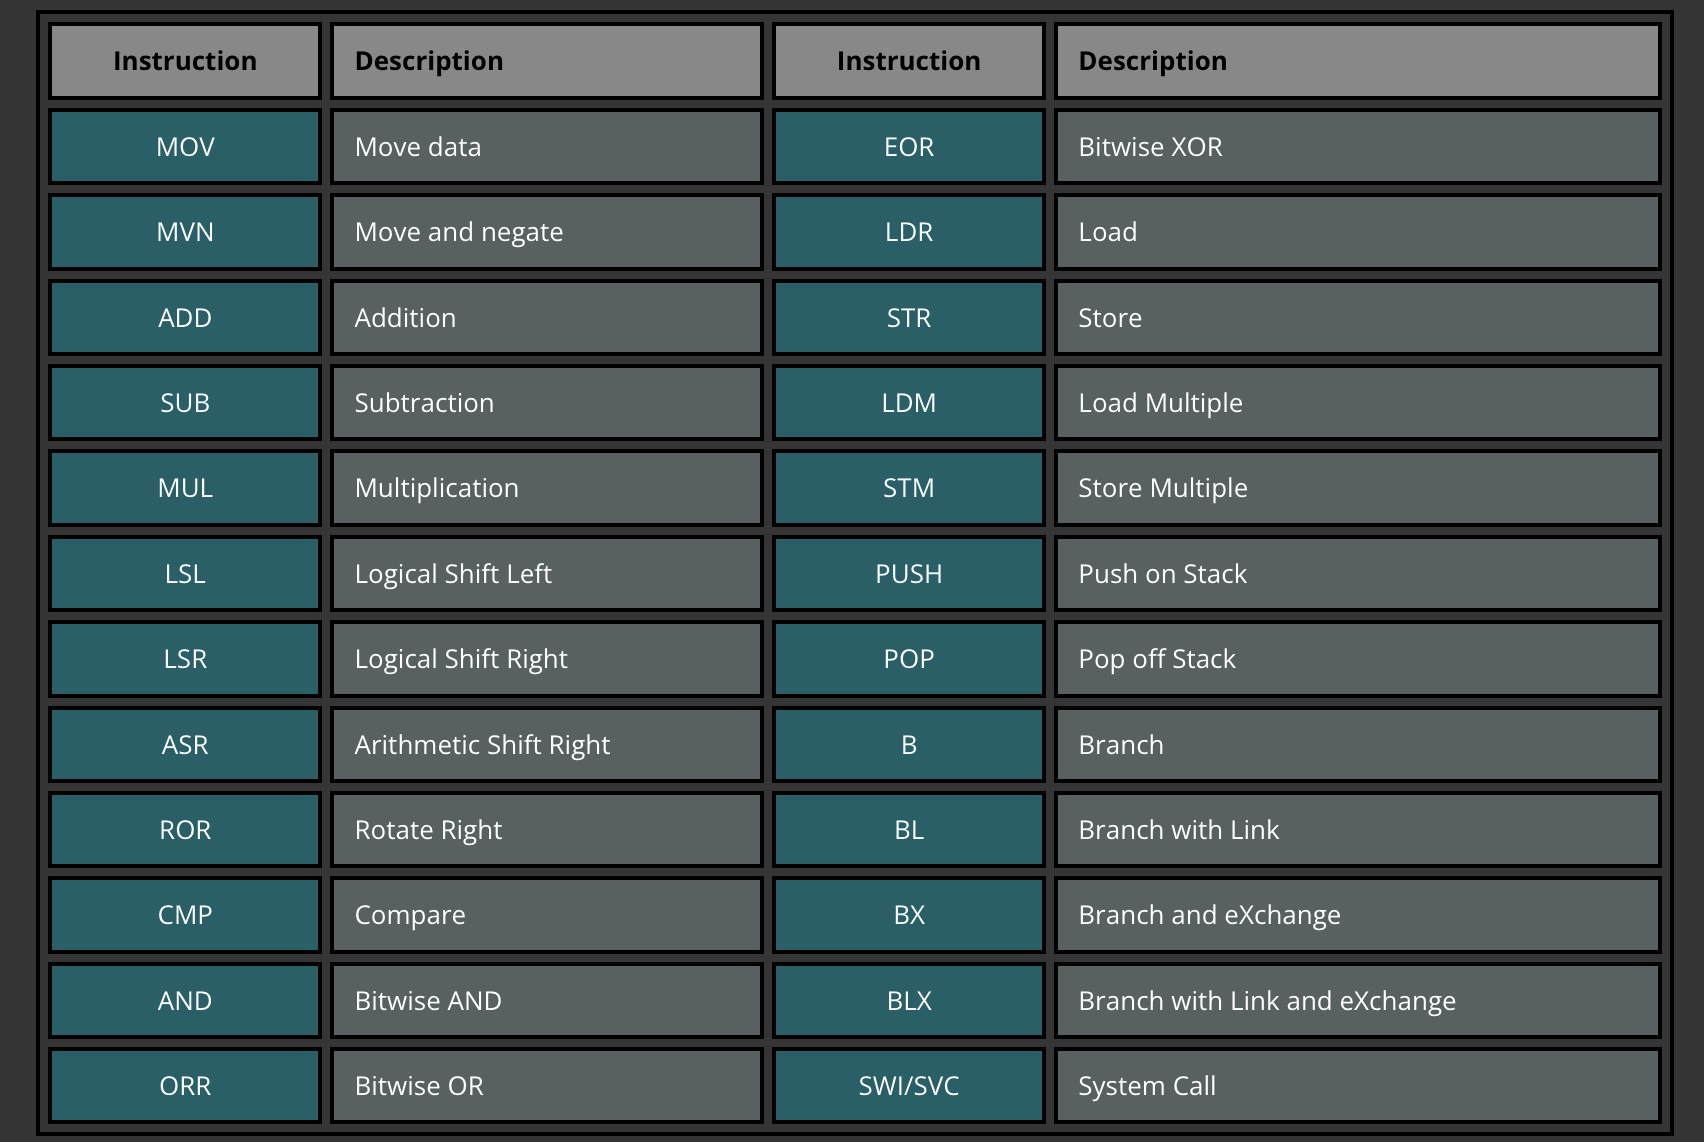 Instruction Description Instruction Description
MOV Move data EOR Bitwise XOR
MVN Move and negate LDR Load
ADD Addition STR Store
SUB Subtraction LDM Load Multiple
MUL Multiplication STM Store Multiple
LSL Logical Shift Left PUSH Push on Stack
LSR Logical Shift Right POP Pop off Stack
ASR Arithmetic Shift Right B Branch
ROR Rotate Right BL Branch with Link
CMP Compare BX Branch and eXchange
AND Bitwise AND BLX Branch with Link and eXchange
ORR Bitwise OR SWI/SVC System Call